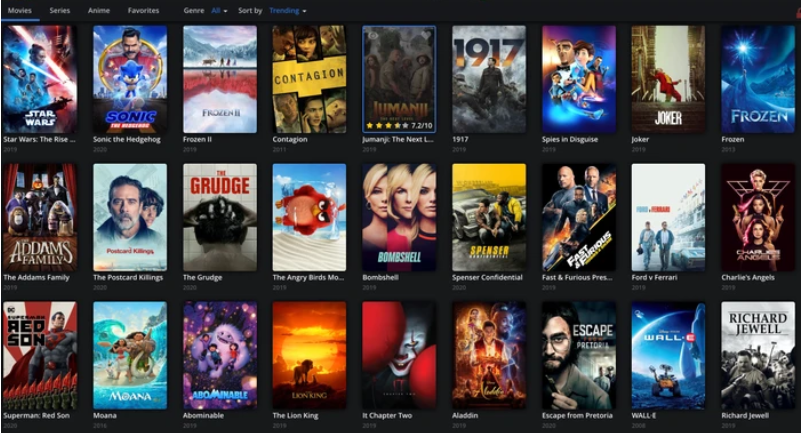 Movies Series Anime Favorites Genre All Sort by Trending
STAR WARS
SONIC THE HEDGEHOG
FROZEN II
CONTAGION
JUMANJI
THE NEXT LEVEL
7.2/10
1917
JOKER
FROZEN
Star Wars: The Rise ... Sonic the Hedgehog Frozen II Contagion Jumanji: The Next L... 1917 Spies in Disguise Joker Frozen
2019 2020 2019 2011 2019 2019 2019 2019 2013
THE ADDAMS FAMILY
Postcard Killings
THE GRUDGE
BOMBSHELL
SPENSER CONFIDENTIAL
FAST & FURIOUS
FORD v FERRARI
CHARLIE'S ANGELS
The Addams Family The Postcard Killings The Grudge The Angry Birds Mo... Bombshell Spenser Confidential Fast & Furious Pres... Ford v Ferrari Charlie's Angels
2019 2020 2019 2019 2020 2019 2019 2019
DC
SUPERMAN
RED SON
MOANA
ABOMINABLE
THE LION KING
CHAPTER TWO
Aladdin
ESCAPE
PRETORIA
WALL·E
RICHARD JEWELL
Superman: Red Son Moana Abominable The Lion King It Chapter Two Aladdin Escape from Pretoria WALL·E Richard Jewell
2020 2016 2019 2019 2019 2019 2020 2008 2019